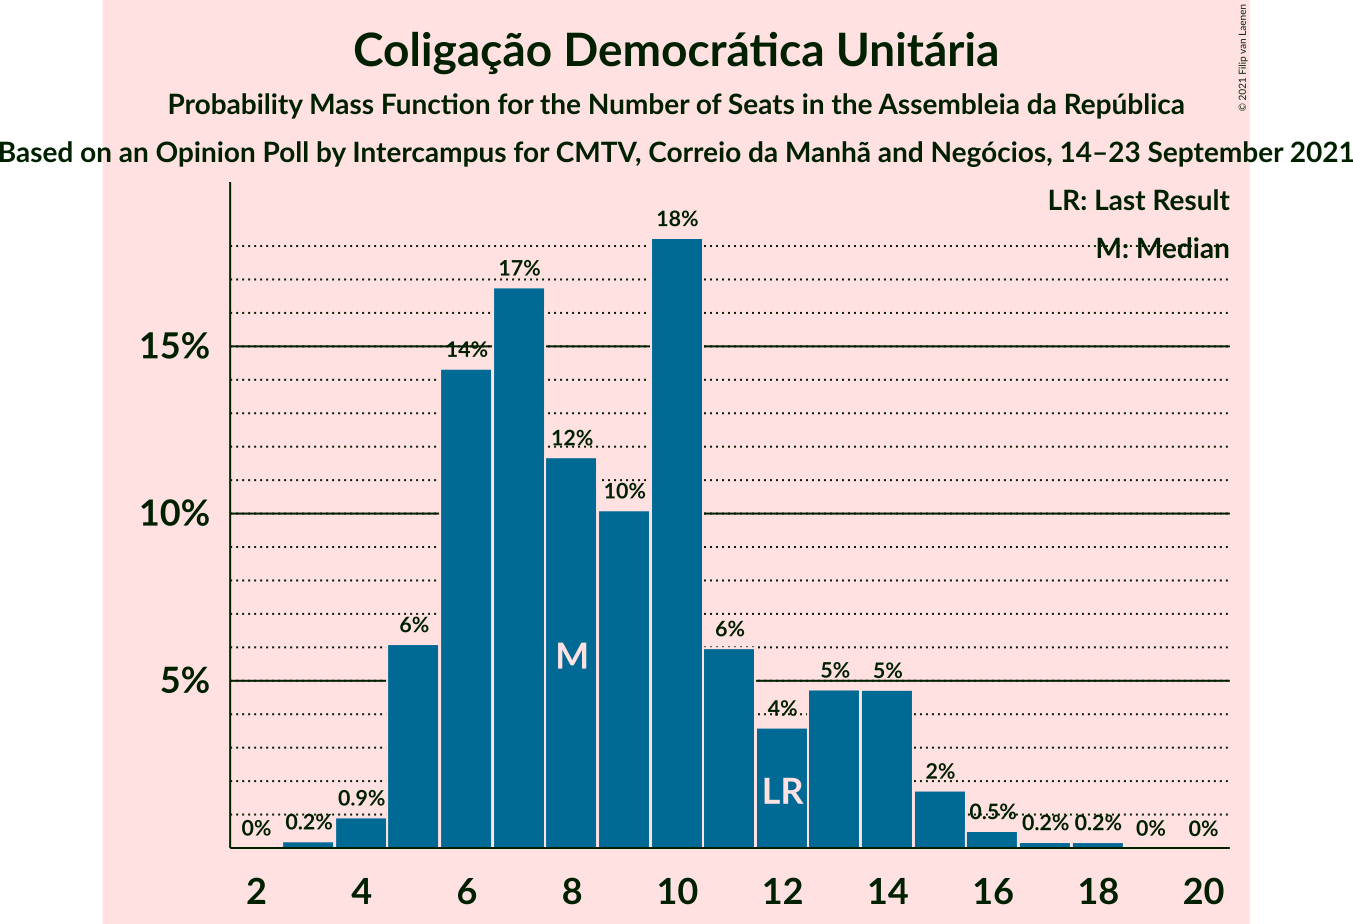 Coligação Democrática Unitária
Probability Mass Function for the Number of Seats in the Assembleia da República
Based on an Opinion Poll by Intercampus for CMTV, Correio da Manhã and Negócios, 14–23 September 2021
© 2021 Filip van Laenen
LR: Last Result
M: Median
15%
10%
5%
0%
0.2%
0.9%
6%
14%
17%
12%
10%
18%
6%
4%
5%
5%
2%
0.5%
0.2%
0.2%
0%
0%
M
LR
2 4 6 8 10 12 14 16 18 20